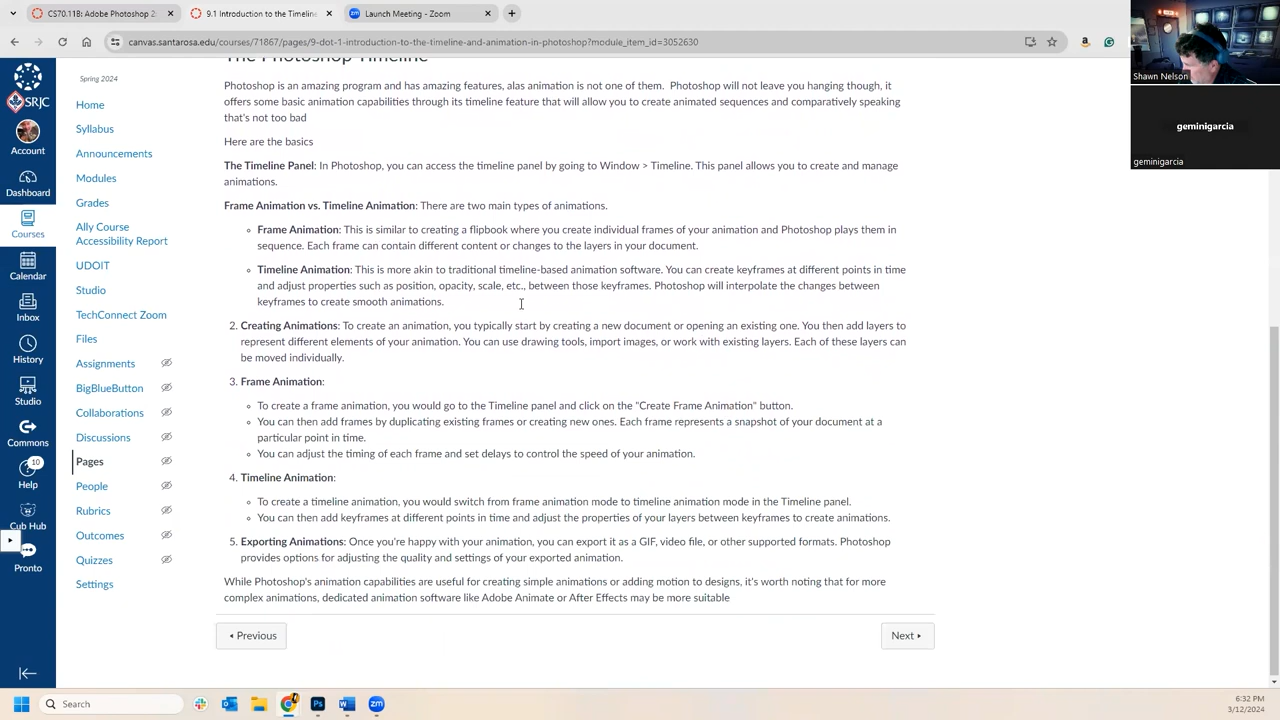 CS70.11B: Adobe Photoshop 2
9.1 Introduction to the Timeline
Launch Meeting - Zoom
canvas.santarosa.edu/courses/71867/pages/9-dot-1-introduction-to-the-timeline-and-animation-in-photoshop?module_item_id=3052630
SRJC
Account
Dashboard
Courses
Calendar
Inbox
History
Studio
Commons
10
Help
Cub Hub
Pronto
Spring 2024
Home
Syllabus
Announcements
Modules
Grades
Ally Course
Accessibility Report
UDOIT
Studio
TechConnect Zoom
Files
Assignments
BigBlueButton
Collaborations
Discussions
Pages
People
Rubrics
Outcomes
Quizzes
Settings
The Photoshop Timeline
Photoshop is an amazing program and has amazing features, alas animation is not one of them. Photoshop will not leave you hanging though, it
offers some basic animation capabilities through its timeline feature that will allow you to create animated sequences and comparatively speaking
that's not too bad
Here are the basics
The Timeline Panel: In Photoshop, you can access the timeline panel by going to Window > Timeline. This panel allows you to create and manage
animations.
Frame Animation vs. Timeline Animation: There are two main types of animations.
Frame Animation: This is similar to creating a flipbook where you create individual frames of your animation and Photoshop plays them in
sequence. Each frame can contain different content or changes to the layers in your document.
Timeline Animation: This is more akin to traditional timeline-based animation software. You can create keyframes at different points in time
and adjust properties such as position, opacity, scale, etc., between those keyframes. Photoshop will interpolate the changes between
keyframes to create smooth animations.
2. Creating Animations: To create an animation, you typically start by creating a new document or opening an existing one. You then add layers to
represent different elements of your animation. You can use drawing tools, import images, or work with existing layers. Each of these layers can
be moved individually.
3. Frame Animation:
To create a frame animation, you would go to the Timeline panel and click on the "Create Frame Animation" button.
You can then add frames by duplicating existing frames or creating new ones. Each frame represents a snapshot of your document at a
particular point in time.
You can adjust the timing of each frame and set delays to control the speed of your animation.
4. Timeline Animation:
To create a timeline animation, you would switch from frame animation mode to timeline animation mode in the Timeline panel.
You can then add keyframes at different points in time and adjust the properties of your layers between keyframes to create animations.
5. Exporting Animations: Once you're happy with your animation, you can export it as a GIF, video file, or other supported formats. Photoshop
provides options for adjusting the quality and settings of your exported animation.
While Photoshop's animation capabilities are useful for creating simple animations or adding motion to designs, it's worth noting that for more
complex animations, dedicated animation software like Adobe Animate or After Effects may be more suitable
Previous
Next
Shawn Nelson
geminigarcia
geminigarcia
Search
6:32 PM
3/12/2024